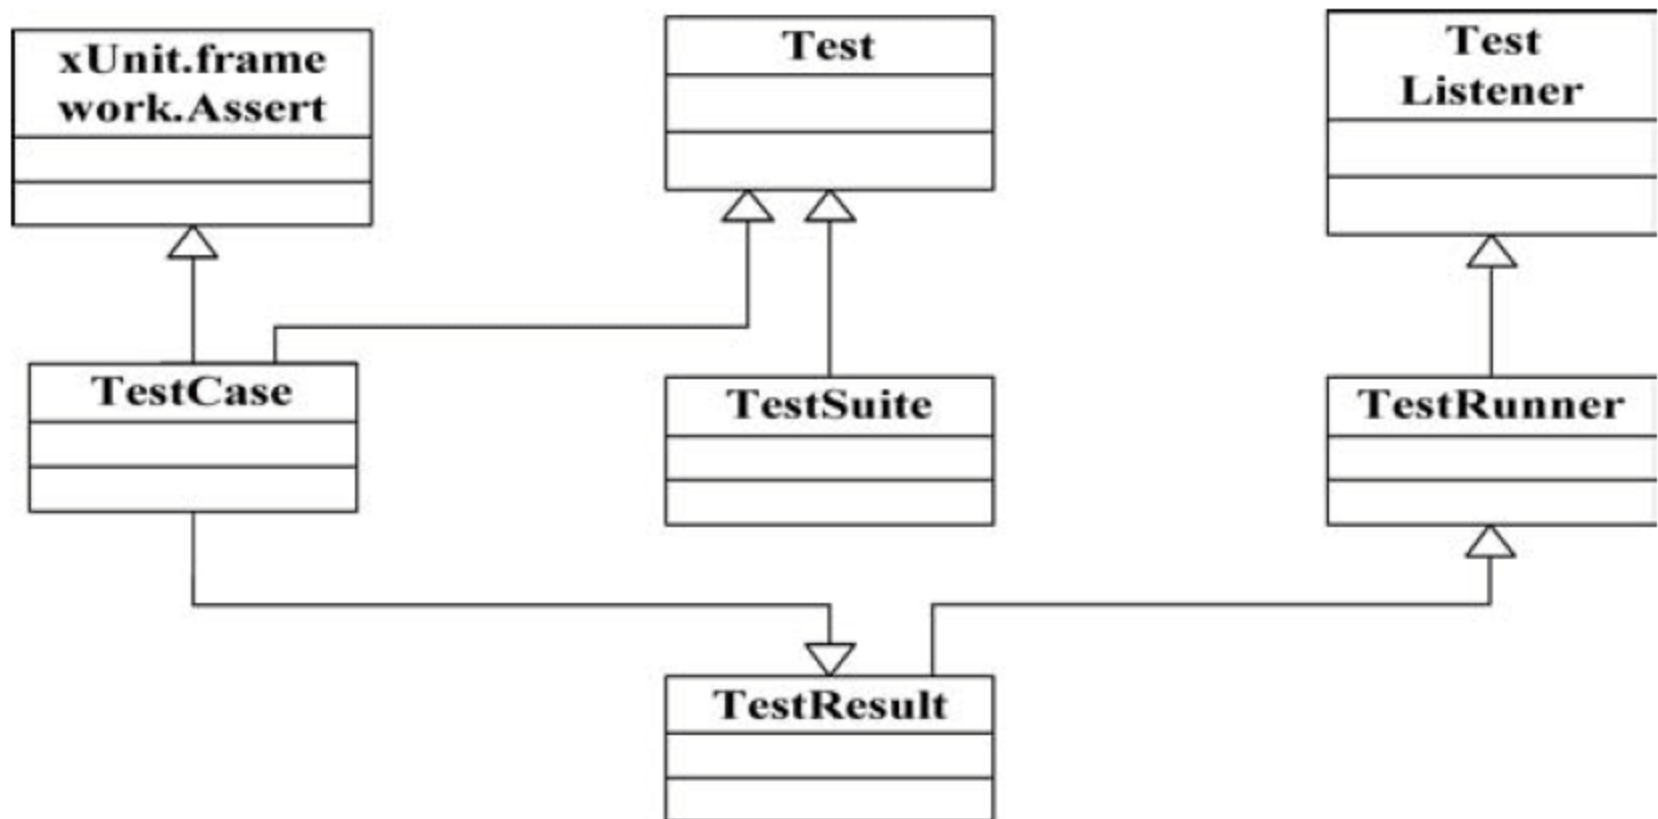 xUnit.frame
work.Assert
Test
Test
Listener
TestCase
TestSuite
TestRunner
TestResult